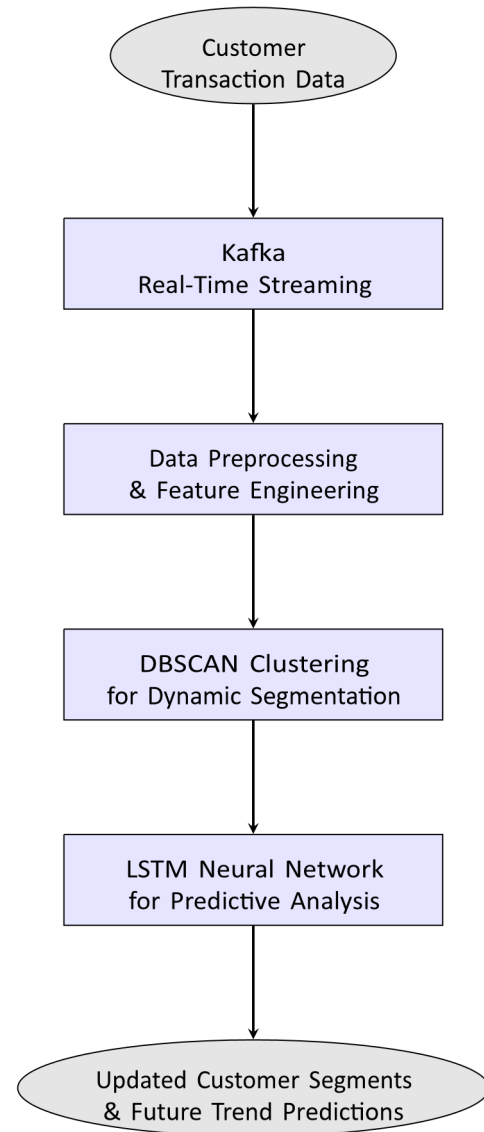 Customer
Transaction Data
Kafka
Real-Time Streaming
Data Preprocessing
& Feature Engineering
DBSCAN Clustering
for Dynamic Segmentation
LSTM Neural Network
for Predictive Analysis
Updated Customer Segments
& Future Trend Predictions